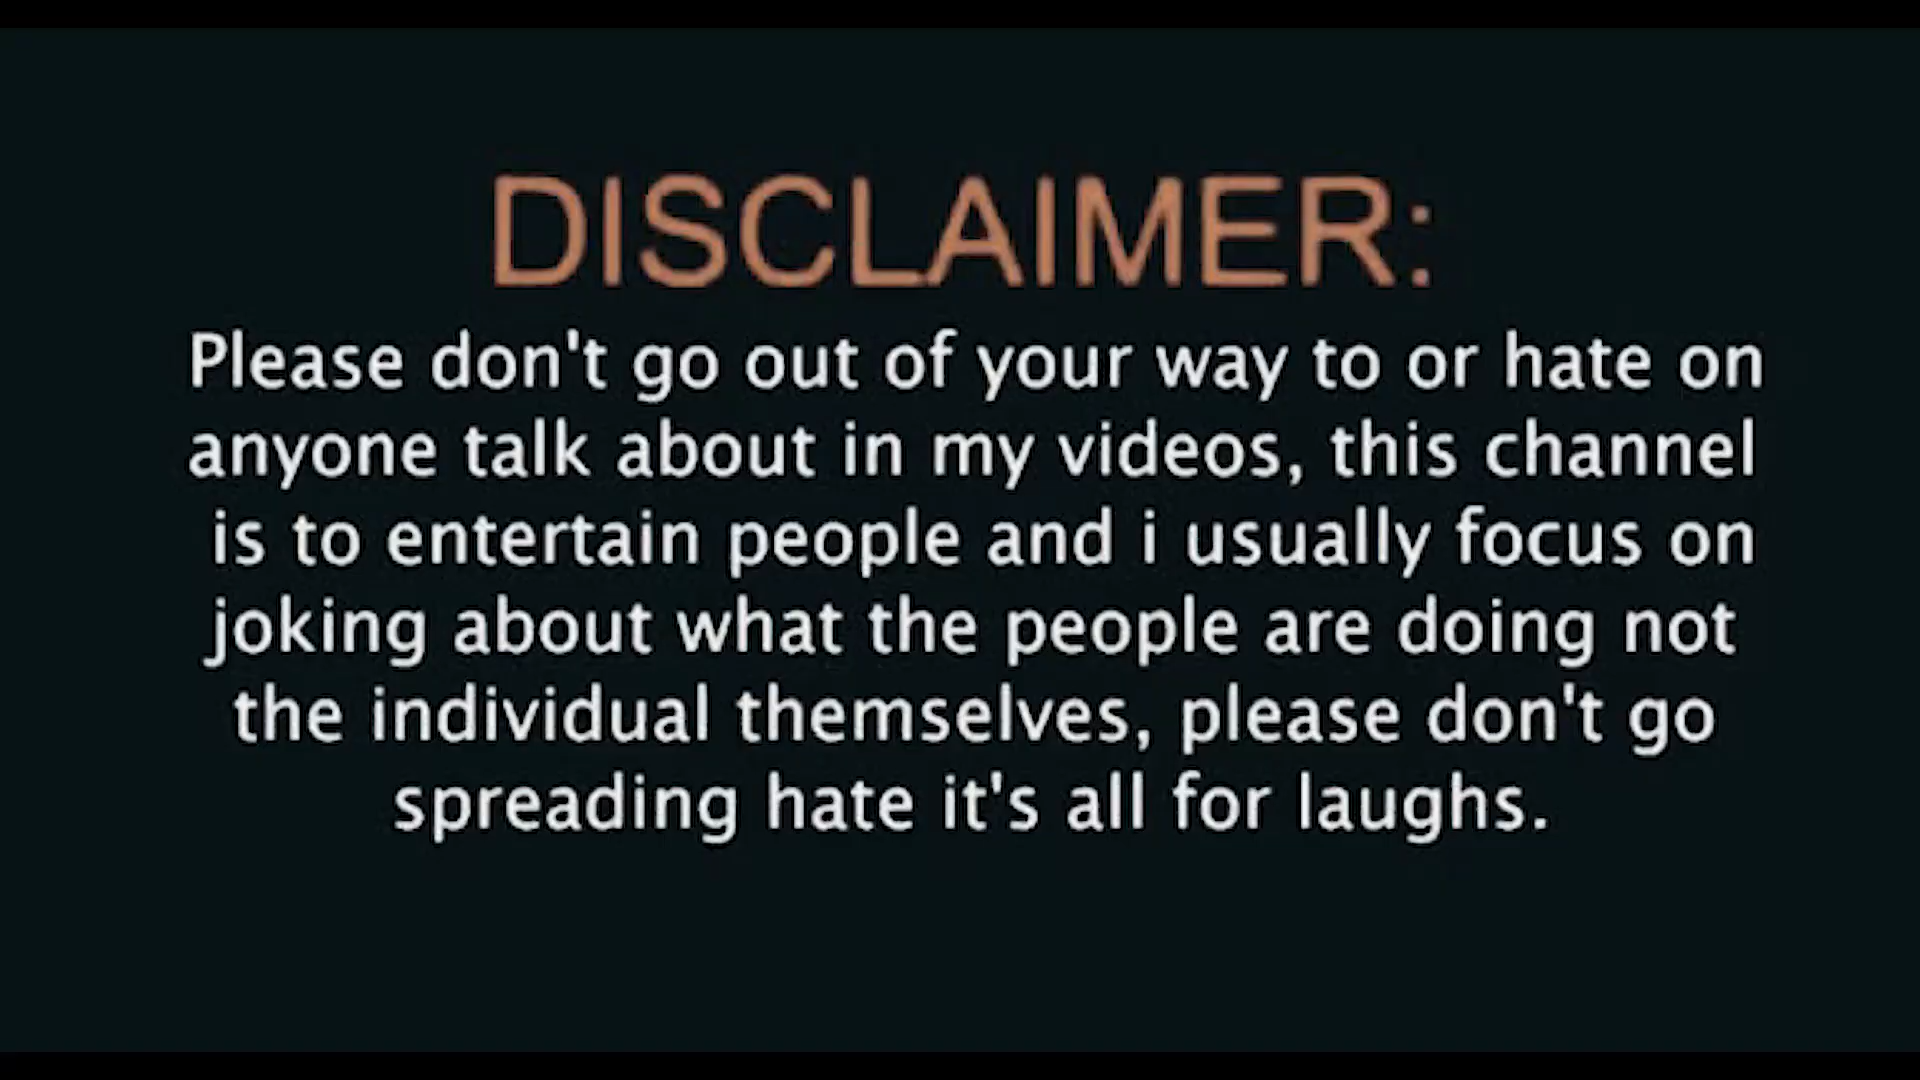 DISCLAIMER:
Please don't go out of your way to or hate on
anyone talk about in my videos, this channel
is to entertain people and i usually focus on
joking about what the people are doing not
the individual themselves, please don't go
spreading hate it's all for laughs.